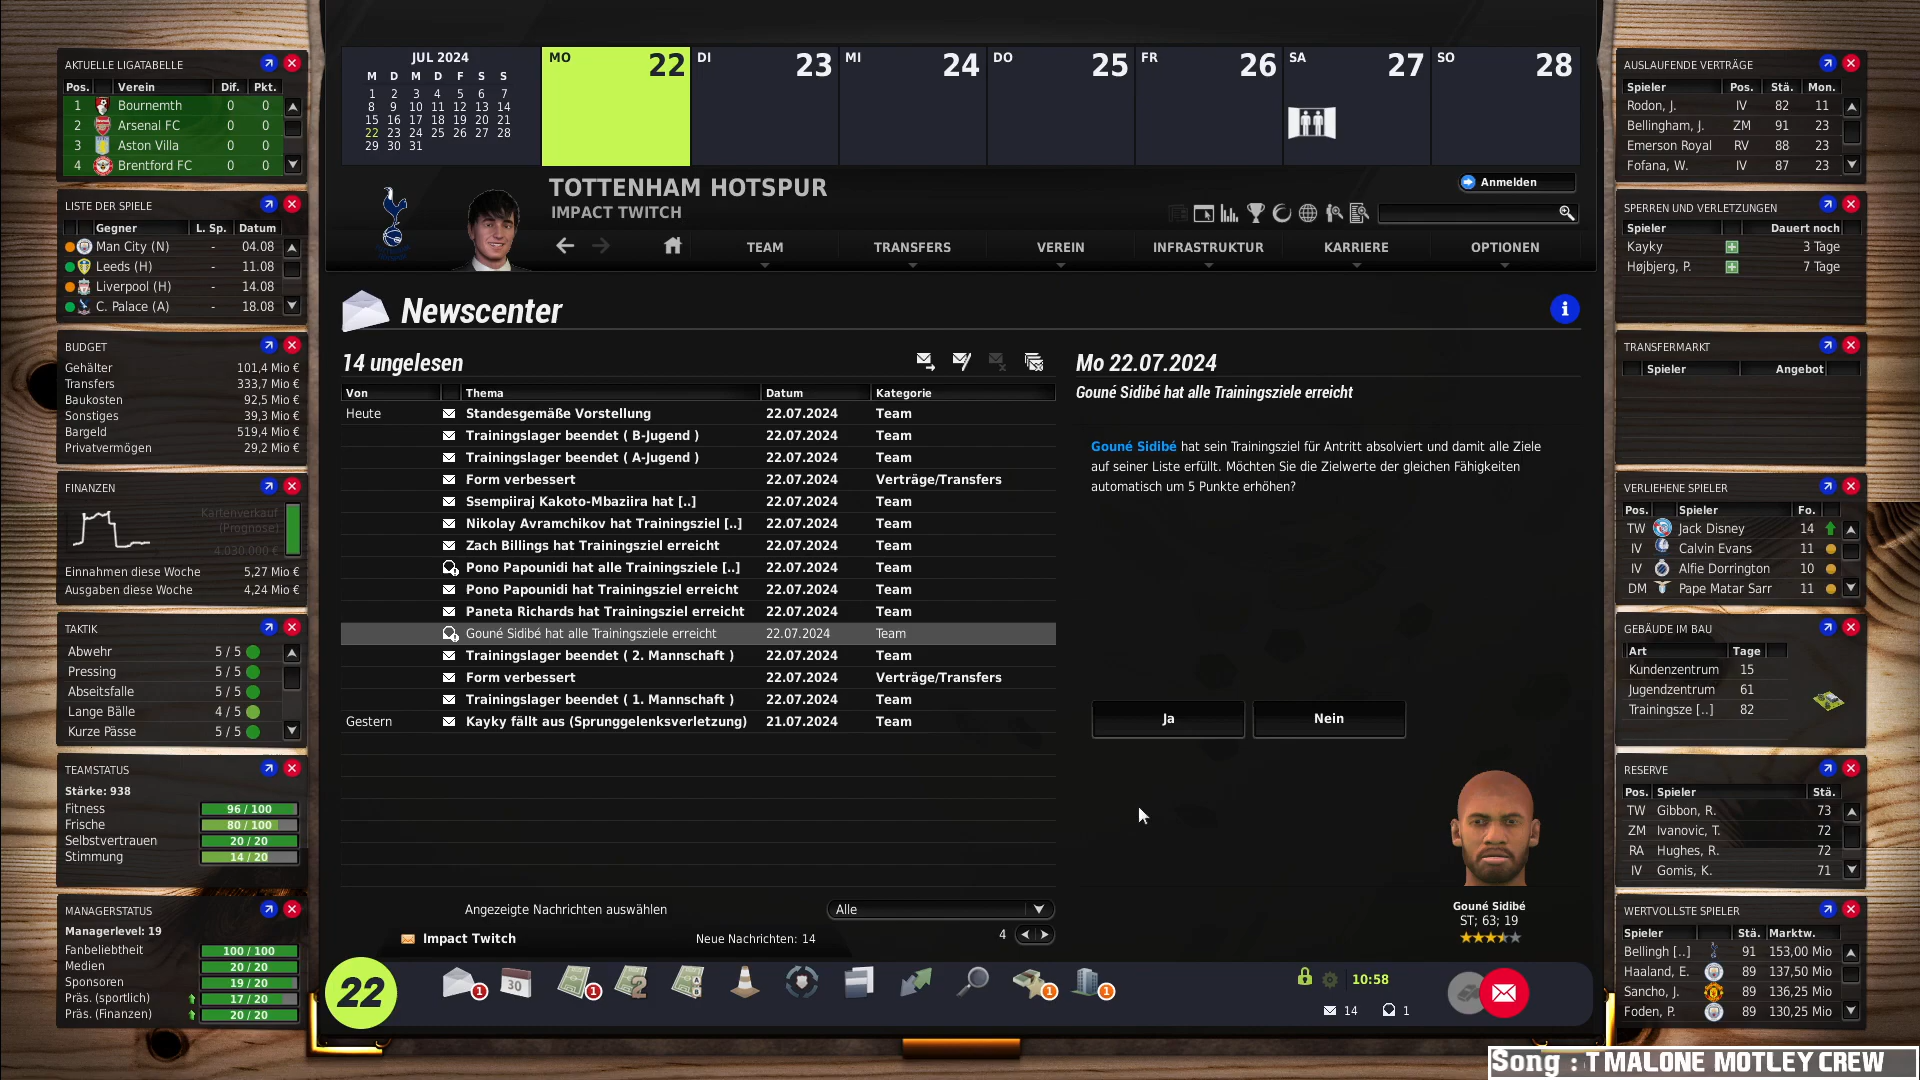 AKTUELLE LIGATABELLE
Pos. Verein Dif. Pkt.
1 Bournemth 0 0
2 Arsenal FC 0 0
3 Aston Villa 0 0
4 Brentford FC 0 0
LISTE DER SPIELE
Gegner L. Sp. Datum
Man City (N) - 04.08
Leeds (H) - 11.08
Liverpool (H) - 14.08
C. Palace (A) - 18.08
BUDGET
Gehälter 101,4 Mio €
Transfers 333,7 Mio €
Baukosten 92,5 Mio €
Sonstiges 39,3 Mio €
Bargeld 519,4 Mio €
Privatvermögen 29,2 Mio €
FINANZEN
Kartenverkauf
(Prognose)
4.030.000 €
Einnahmen diese Woche 5,27 Mio €
Ausgaben diese Woche 4,24 Mio €
TAKTIK
Abwehr 5 / 5
Pressing 5 / 5
Abseitsfalle 5 / 5
Lange Bälle 4 / 5
Kurze Pässe 5 / 5
TEAMSTATUS
Stärke: 938
Fitness 96 / 100
Frische 80 / 100
Selbstvertrauen 20 / 20
Stimmung 14 / 20
MANAGERSTATUS
Managerlevel: 19
Fanbeliebtheit 100 / 100
Medien 20 / 20
Sponsoren 19 / 20
Präs. (sportlich) 17 / 20
Präs. (Finanzen) 20 / 20
JUL 2024
M D M D F S S
1 2 3 4 5 6 7
8 9 10 11 12 13 14
15 16 17 18 19 20 21
22 23 24 25 26 27 28
29 30 31
MO 22 DI 23 MI 24 DO 25 FR 26 SA 27 SO 28
TOTTENHAM HOTSPUR
IMPACT TWITCH
Anmelden
TEAM TRANSFERS VEREIN INFRASTRUKTUR KARRIERE OPTIONEN
Newscenter
i
14 ungelesen
Von Thema Datum Kategorie
Heute Standesgemäße Vorstellung 22.07.2024 Team
Trainingslager beendet ( B-Jugend ) 22.07.2024 Team
Trainingslager beendet ( A-Jugend ) 22.07.2024 Team
Form verbessert 22.07.2024 Verträge/Transfers
Ssempiiraj Kakoto-Mbaziira hat [..] 22.07.2024 Team
Nikolay Avramchikov hat Trainingsziel [..] 22.07.2024 Team
Zach Billings hat Trainingsziel erreicht 22.07.2024 Team
Pono Papounidi hat alle Trainingsziele [..] 22.07.2024 Team
Pono Papounidi hat Trainingsziel erreicht 22.07.2024 Team
Paneta Richards hat Trainingsziel erreicht 22.07.2024 Team
Gouné Sidibé hat alle Trainingsziele erreicht 22.07.2024 Team
Trainingslager beendet ( 2. Mannschaft ) 22.07.2024 Team
Form verbessert 22.07.2024 Verträge/Transfers
Trainingslager beendet ( 1. Mannschaft ) 22.07.2024 Team
Gestern Kayky fällt aus (Sprunggelenksverletzung) 21.07.2024 Team
Angezeigte Nachrichten auswählen Alle
Impact Twitch Neue Nachrichten: 14 4
Mo 22.07.2024
Gouné Sidibé hat alle Trainingsziele erreicht
Gouné Sidibé hat sein Trainingsziel für Antritt absolviert und damit alle Ziele
auf seiner Liste erfüllt. Möchten Sie die Zielwerte der gleichen Fähigkeiten
automatisch um 5 Punkte erhöhen?
Ja Nein
Gouné Sidibé
ST; 63; 19
22 1 30 1 2 1 1
10:58
14 1
AUSLAUFENDE VERTRÄGE
Spieler Pos. Stä. Mon.
Rodon, J. IV 82 11
Bellingham, J. ZM 91 23
Emerson Royal RV 88 23
Fofana, W. IV 87 23
SPERREN UND VERLETZUNGEN
Spieler Dauert noch
Kayky 3 Tage
Højbjerg, P. 7 Tage
TRANSFERMARKT
Spieler Angebot
VERLIEHENE SPIELER
Pos. Spieler Fo.
TW Jack Disney 14
IV Calvin Evans 11
IV Alfie Dorrington 10
DM Pape Matar Sarr 11
GEBÄUDE IM BAU
Art Tage
Kundenzentrum 15
Jugendzentrum 61
Trainingsze [..] 82
RESERVE
Pos. Spieler Stä.
TW Gibbon, R. 73
ZM Ivanovic, T. 72
RA Hughes, R. 72
IV Gomis, K. 71
WERTVOLLSTE SPIELER
Spieler Stä. Marktw.
Bellingh [..] 91 153,00 Mio
Haaland, E. 89 137,50 Mio
Sancho, J. 89 136,25 Mio
Foden, P. 89 130,25 Mio
Song : T MALONE MOTLEY CREW